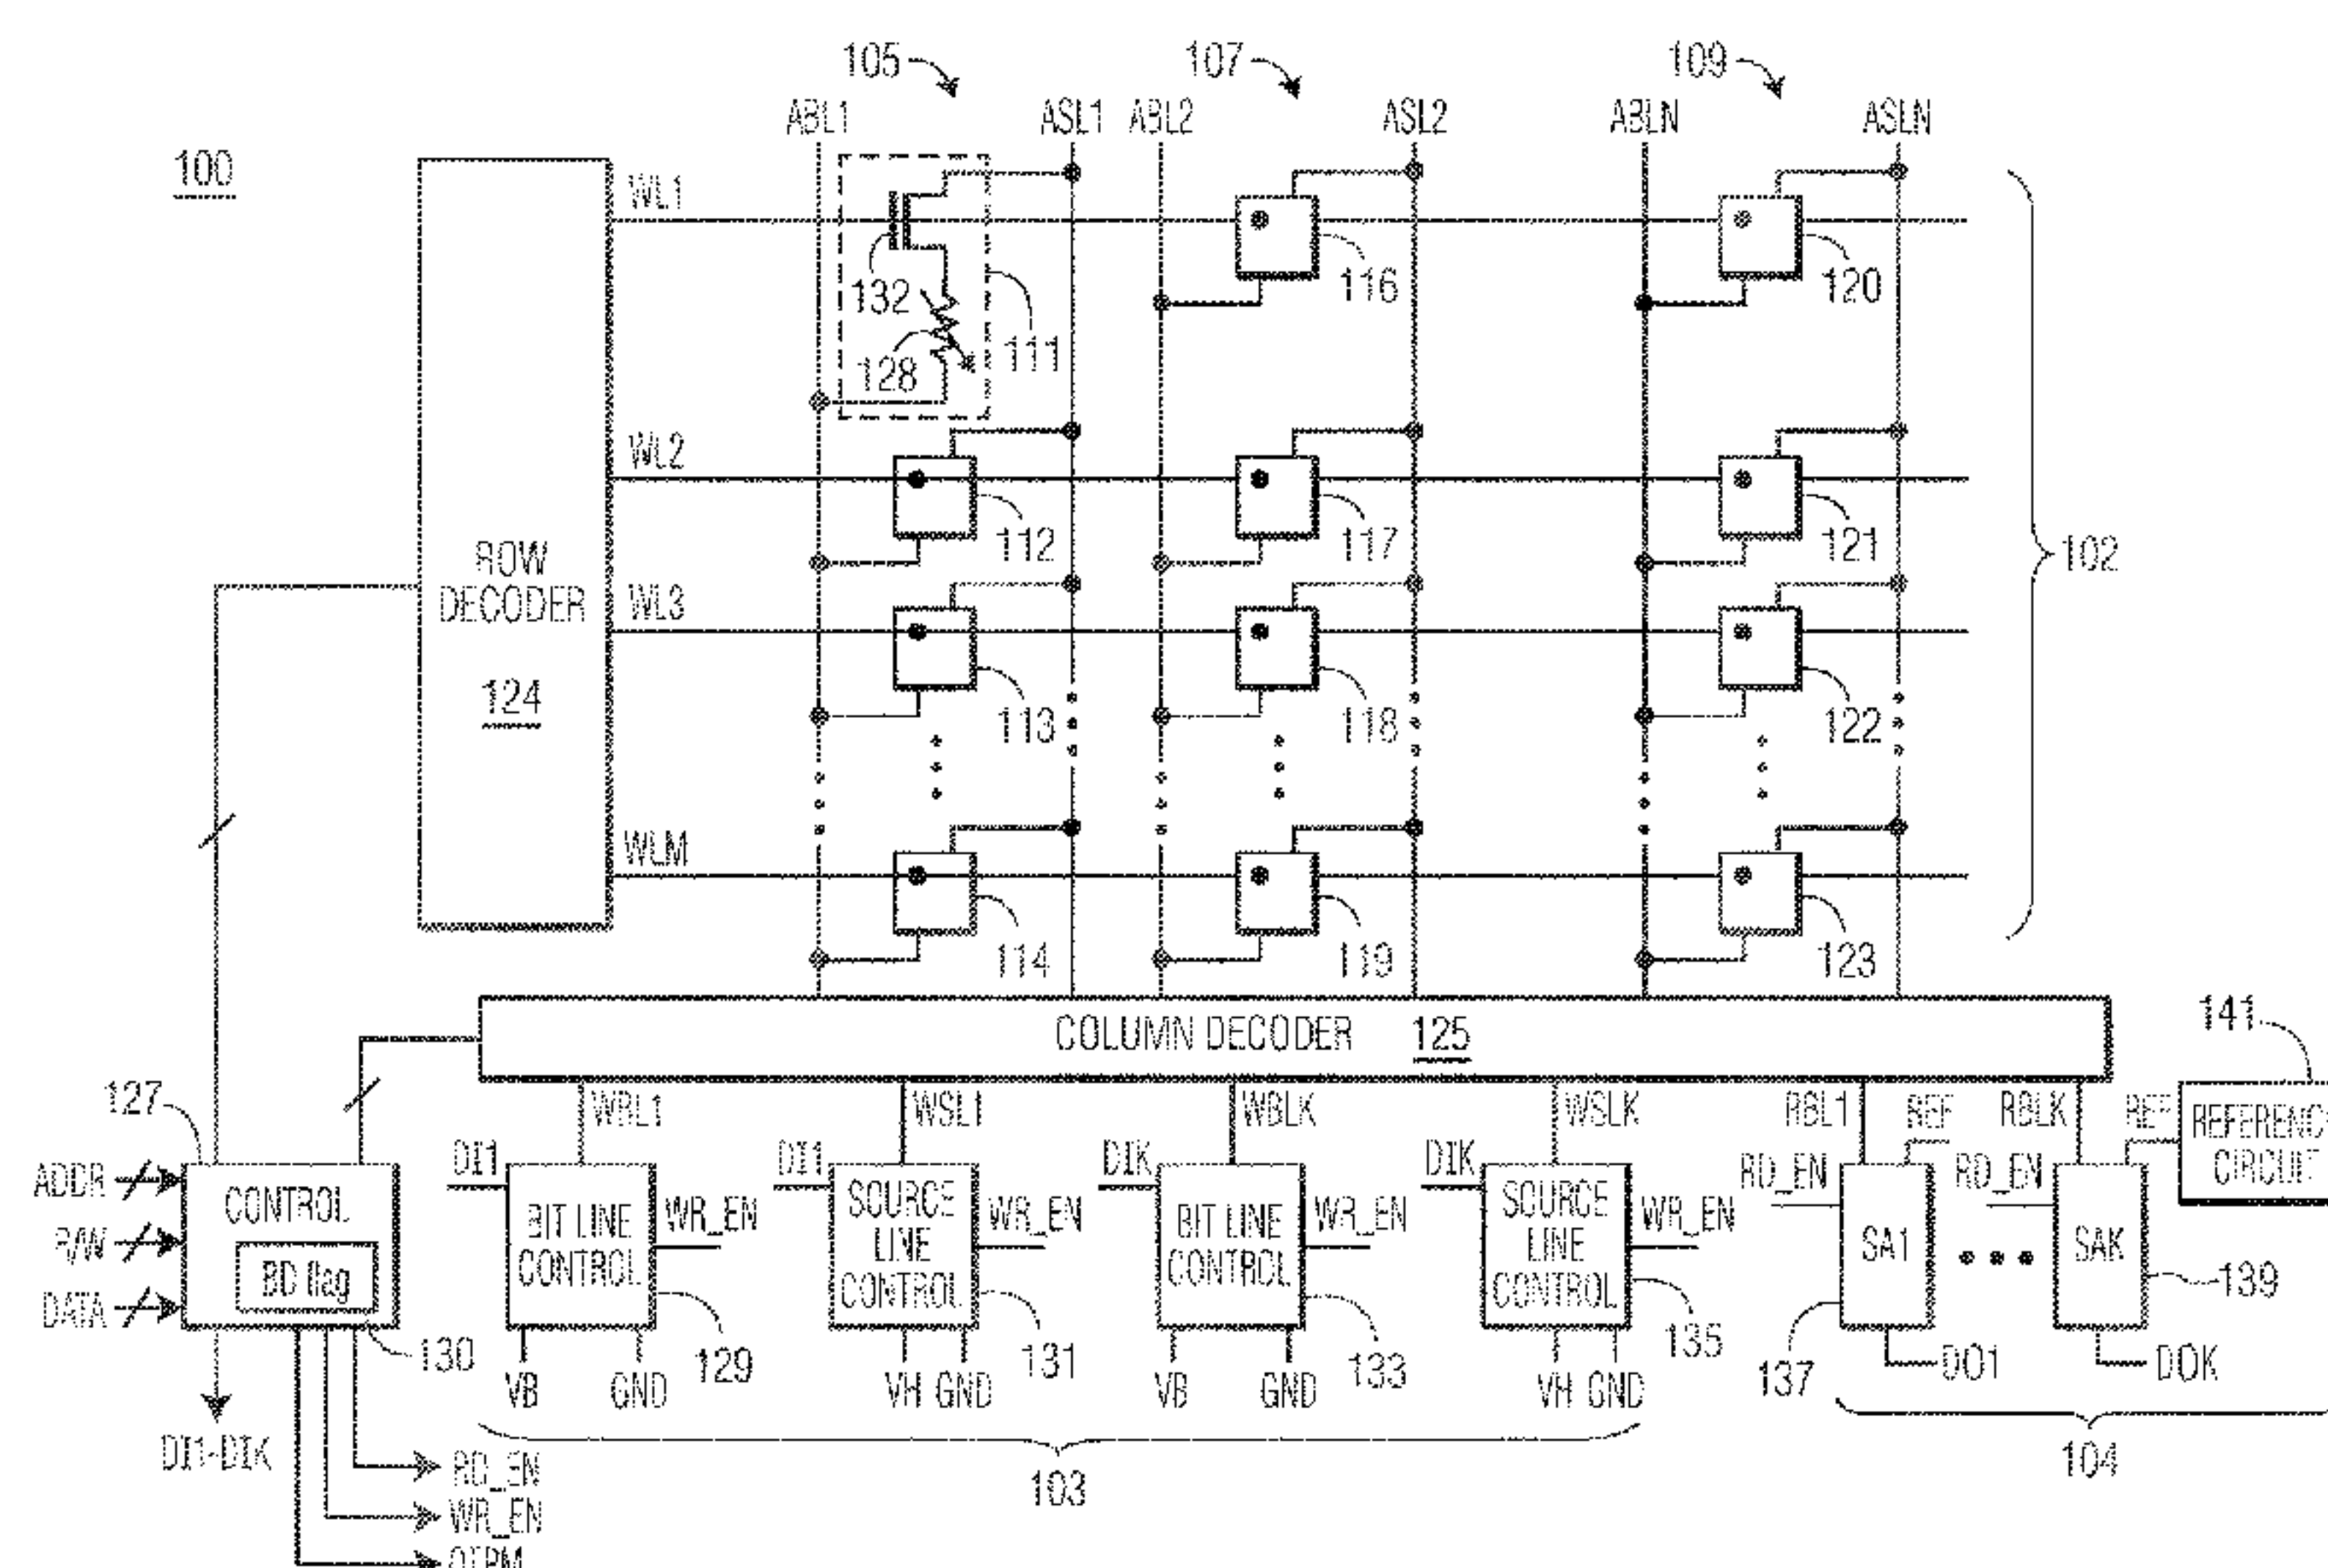 105
107
109
ABL1
ASL1
ABL2
ASL2
ABLN
ASLN
100
WL1
132
128
111
116
120
WL2
112
117
121
102
ROW
DECODER
124
WL3
113
118
122
WLM
114
119
123
COLUMN DECODER 125
141
127
WBL1
WSL1
WBLK
WSLK
RBL1
REF
RBLK
REF
REFERENCE
CIRCUIT
ADDR
R/W
DATA
CONTROL
BD flag
130
DI1
BIT LINE
CONTROL
WR_EN
129
VB
GND
DI1
SOURCE
LINE
CONTROL
WR_EN
131
VH GND
DIK
BIT LINE
CONTROL
WR_EN
133
VB
GND
DIK
SOURCE
LINE
CONTROL
WR_EN
135
VH GND
RD_EN
SA1
137
DO1
RD_EN
SAK
139
DOK
DI1-DIK
RD_EN
WR_EN
OTPM
103
104